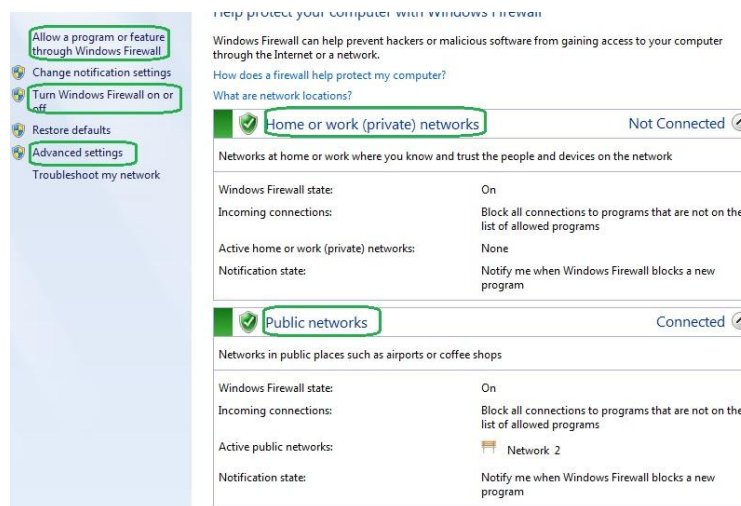 Help protect your computer with Windows Firewall
Allow a program or feature
through Windows Firewall
Change notification settings
Turn Windows Firewall on or
off
Restore defaults
Advanced settings
Troubleshoot my network
Windows Firewall can help prevent hackers or malicious software from gaining access to your computer
through the Internet or a network.
How does a firewall help protect my computer?
What are network locations?
Home or work (private) networks Not Connected
Networks at home or work where you know and trust the people and devices on the network
Windows Firewall state: On
Incoming connections: Block all connections to programs that are not on the
list of allowed programs
Active home or work (private) networks: None
Notification state: Notify me when Windows Firewall blocks a new
program
Public networks Connected
Networks in public places such as airports or coffee shops
Windows Firewall state: On
Incoming connections: Block all connections to programs that are not on the
list of allowed programs
Active public networks: Network 2
Notification state: Notify me when Windows Firewall blocks a new
program